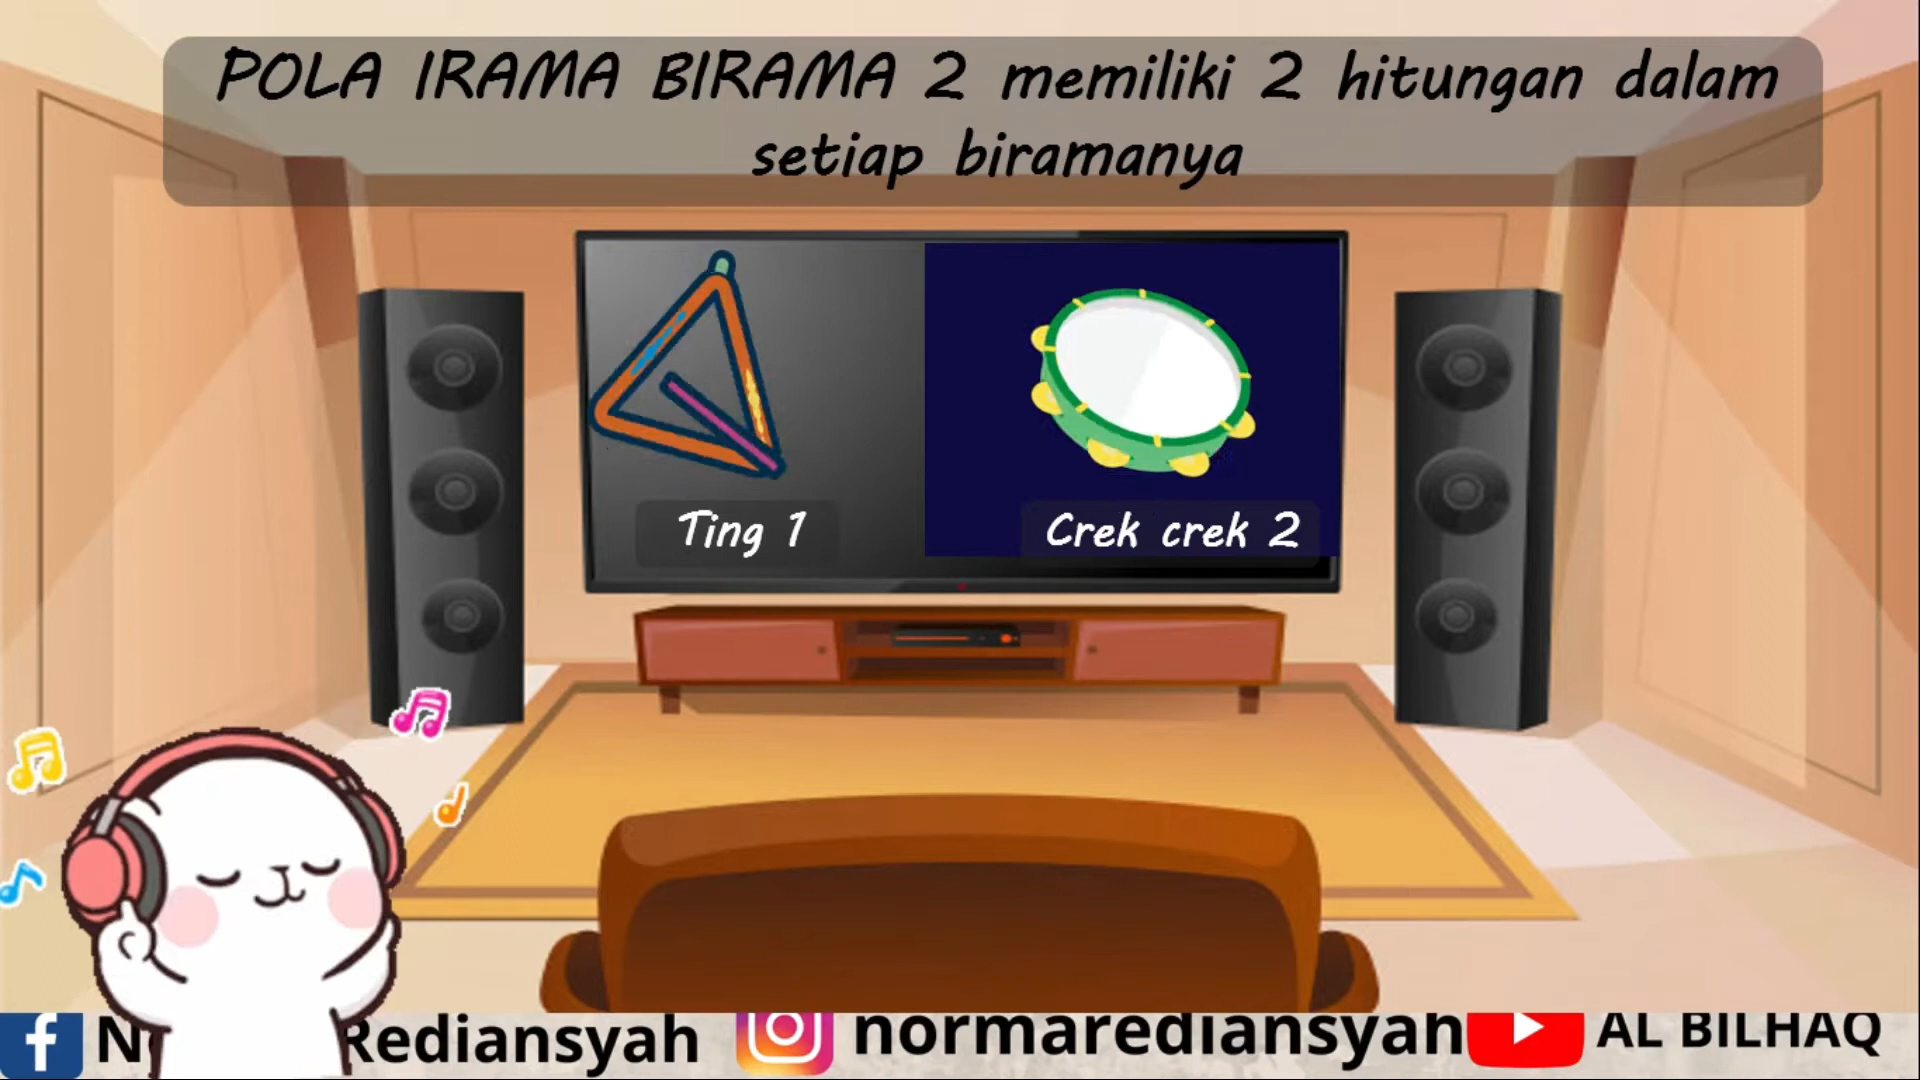 POLA IRAMA BIRAMA 2 memiliki 2 hitungan dalam
setiap biramanya
Ting 1
Crek crek 2
Rediansyah
normarediansyah
AL BILHAQ